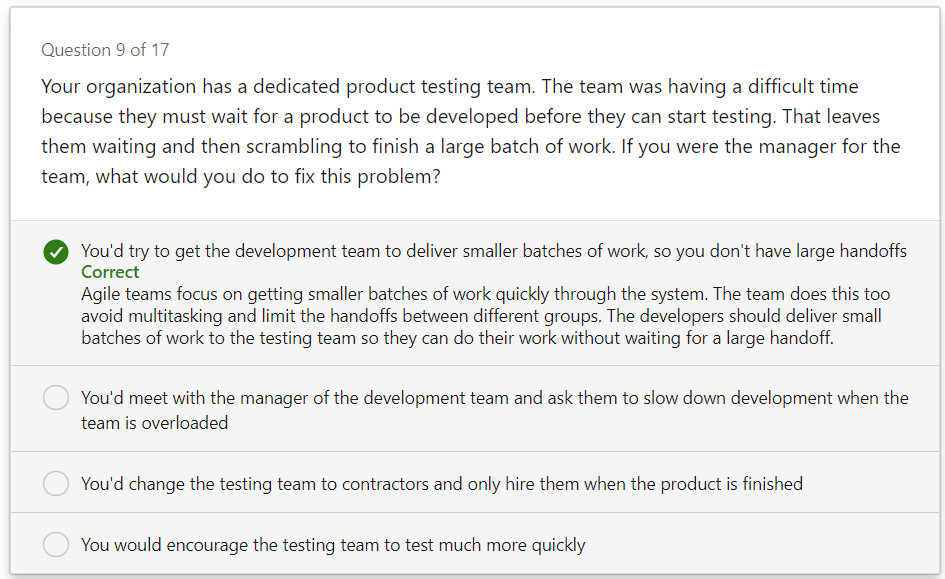 Question 9 of 17
Your organization has a dedicated product testing team. The team was having a difficult time
because they must wait for a product to be developed before they can start testing. That leaves
them waiting and then scrambling to finish a large batch of work. If you were the manager for the
team, what would you do to fix this problem?
You'd try to get the development team to deliver smaller batches of work, so you don't have large handoffs
Correct
Agile teams focus on getting smaller batches of work quickly through the system. The team does this too
avoid multitasking and limit the handoffs between different groups. The developers should deliver small
batches of work to the testing team so they can do their work without waiting for a large handoff.
You'd meet with the manager of the development team and ask them to slow down development when the
team is overloaded
You'd change the testing team to contractors and only hire them when the product is finished
You would encourage the testing team to test much more quickly